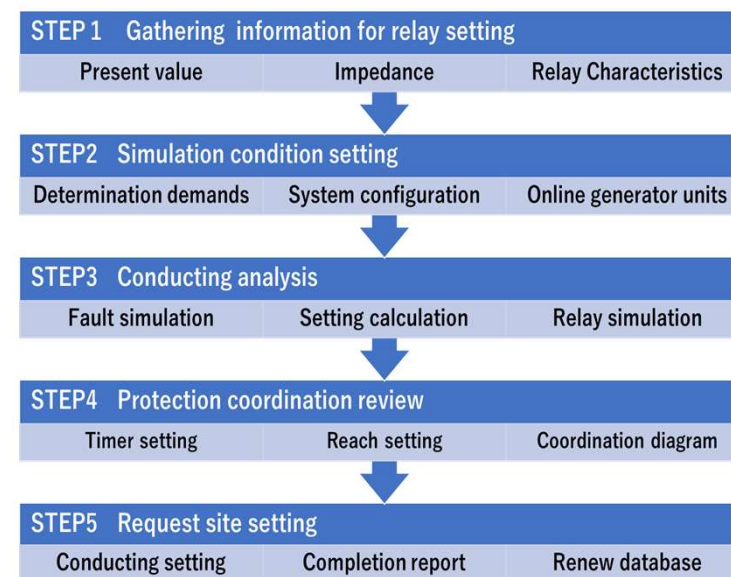 STEP 1 Gathering information for relay setting
Present value Impedance Relay Characteristics
STEP2 Simulation condition setting
Determination demands System configuration Online generator units
STEP3 Conducting analysis
Fault simulation Setting calculation Relay simulation
STEP4 Protection coordination review
Timer setting Reach setting Coordination diagram
STEP5 Request site setting
Conducting setting Completion report Renew database